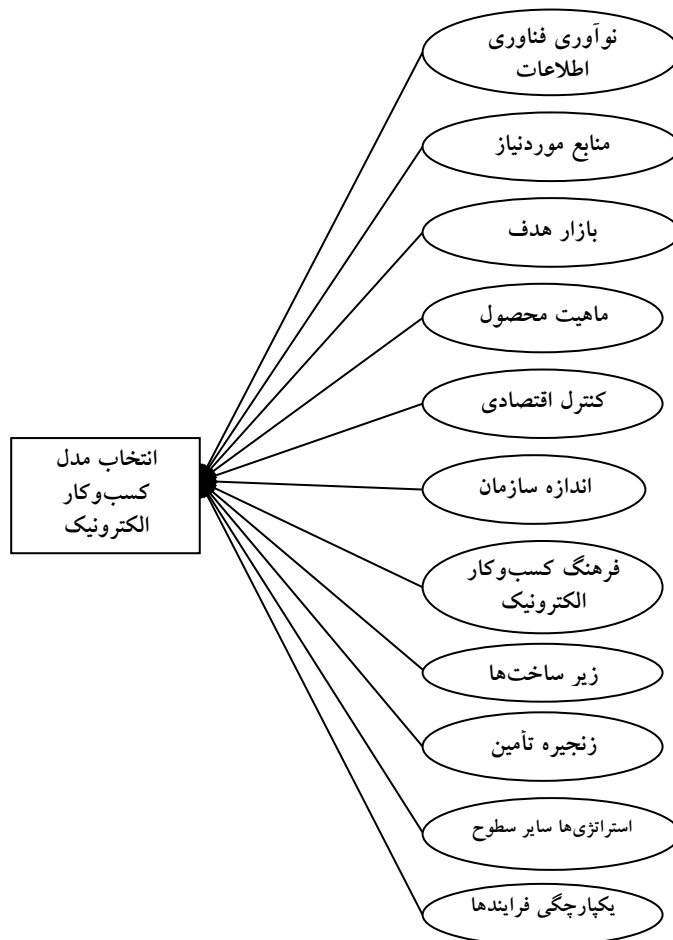 نوآوری فناوری
اطلاعات
منابع موردنیاز
بازار هدف
ماهیت محصول
کنترل اقتصادی
انتخاب مدل
کسب‌وکار
الکترونیک
اندازه سازمان
فرهنگ کسب‌وکار
الکترونیک
زیر ساخت‌ها
زنجیره تأمین
استراتژی‌ها سایر سطوح
یکپارچگی فرایندها